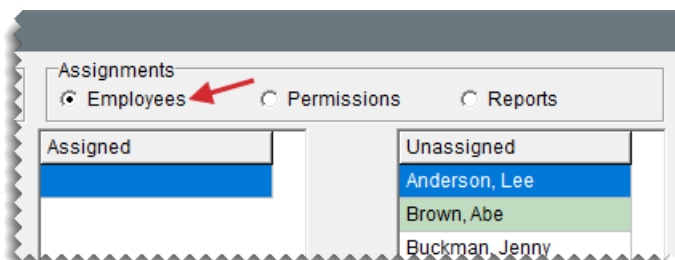 Assignments
Employees Permissions Reports
Assigned Unassigned
Anderson, Lee
Brown, Abe
Buckman, Jenny